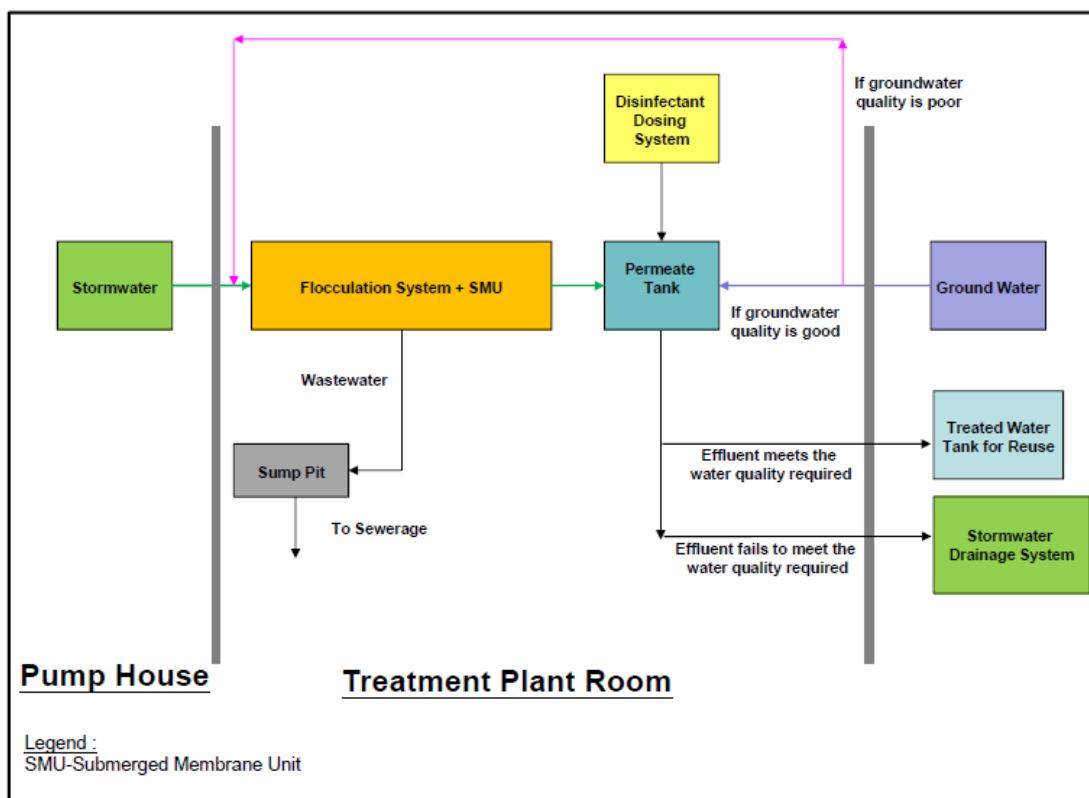 If groundwater
quality is poor
Disinfectant
Dosing
System
Stormwater
Flocculation System + SMU
Permeate
Tank
If groundwater
quality is good
Ground Water
Wastewater
Treated Water
Tank for Reuse
Effluent meets the
water quality required
Sump Pit
To Sewerage
Effluent fails to meet the
water quality required
Stormwater
Drainage System
Pump House
Treatment Plant Room
Legend :
SMU-Submerged Membrane Unit